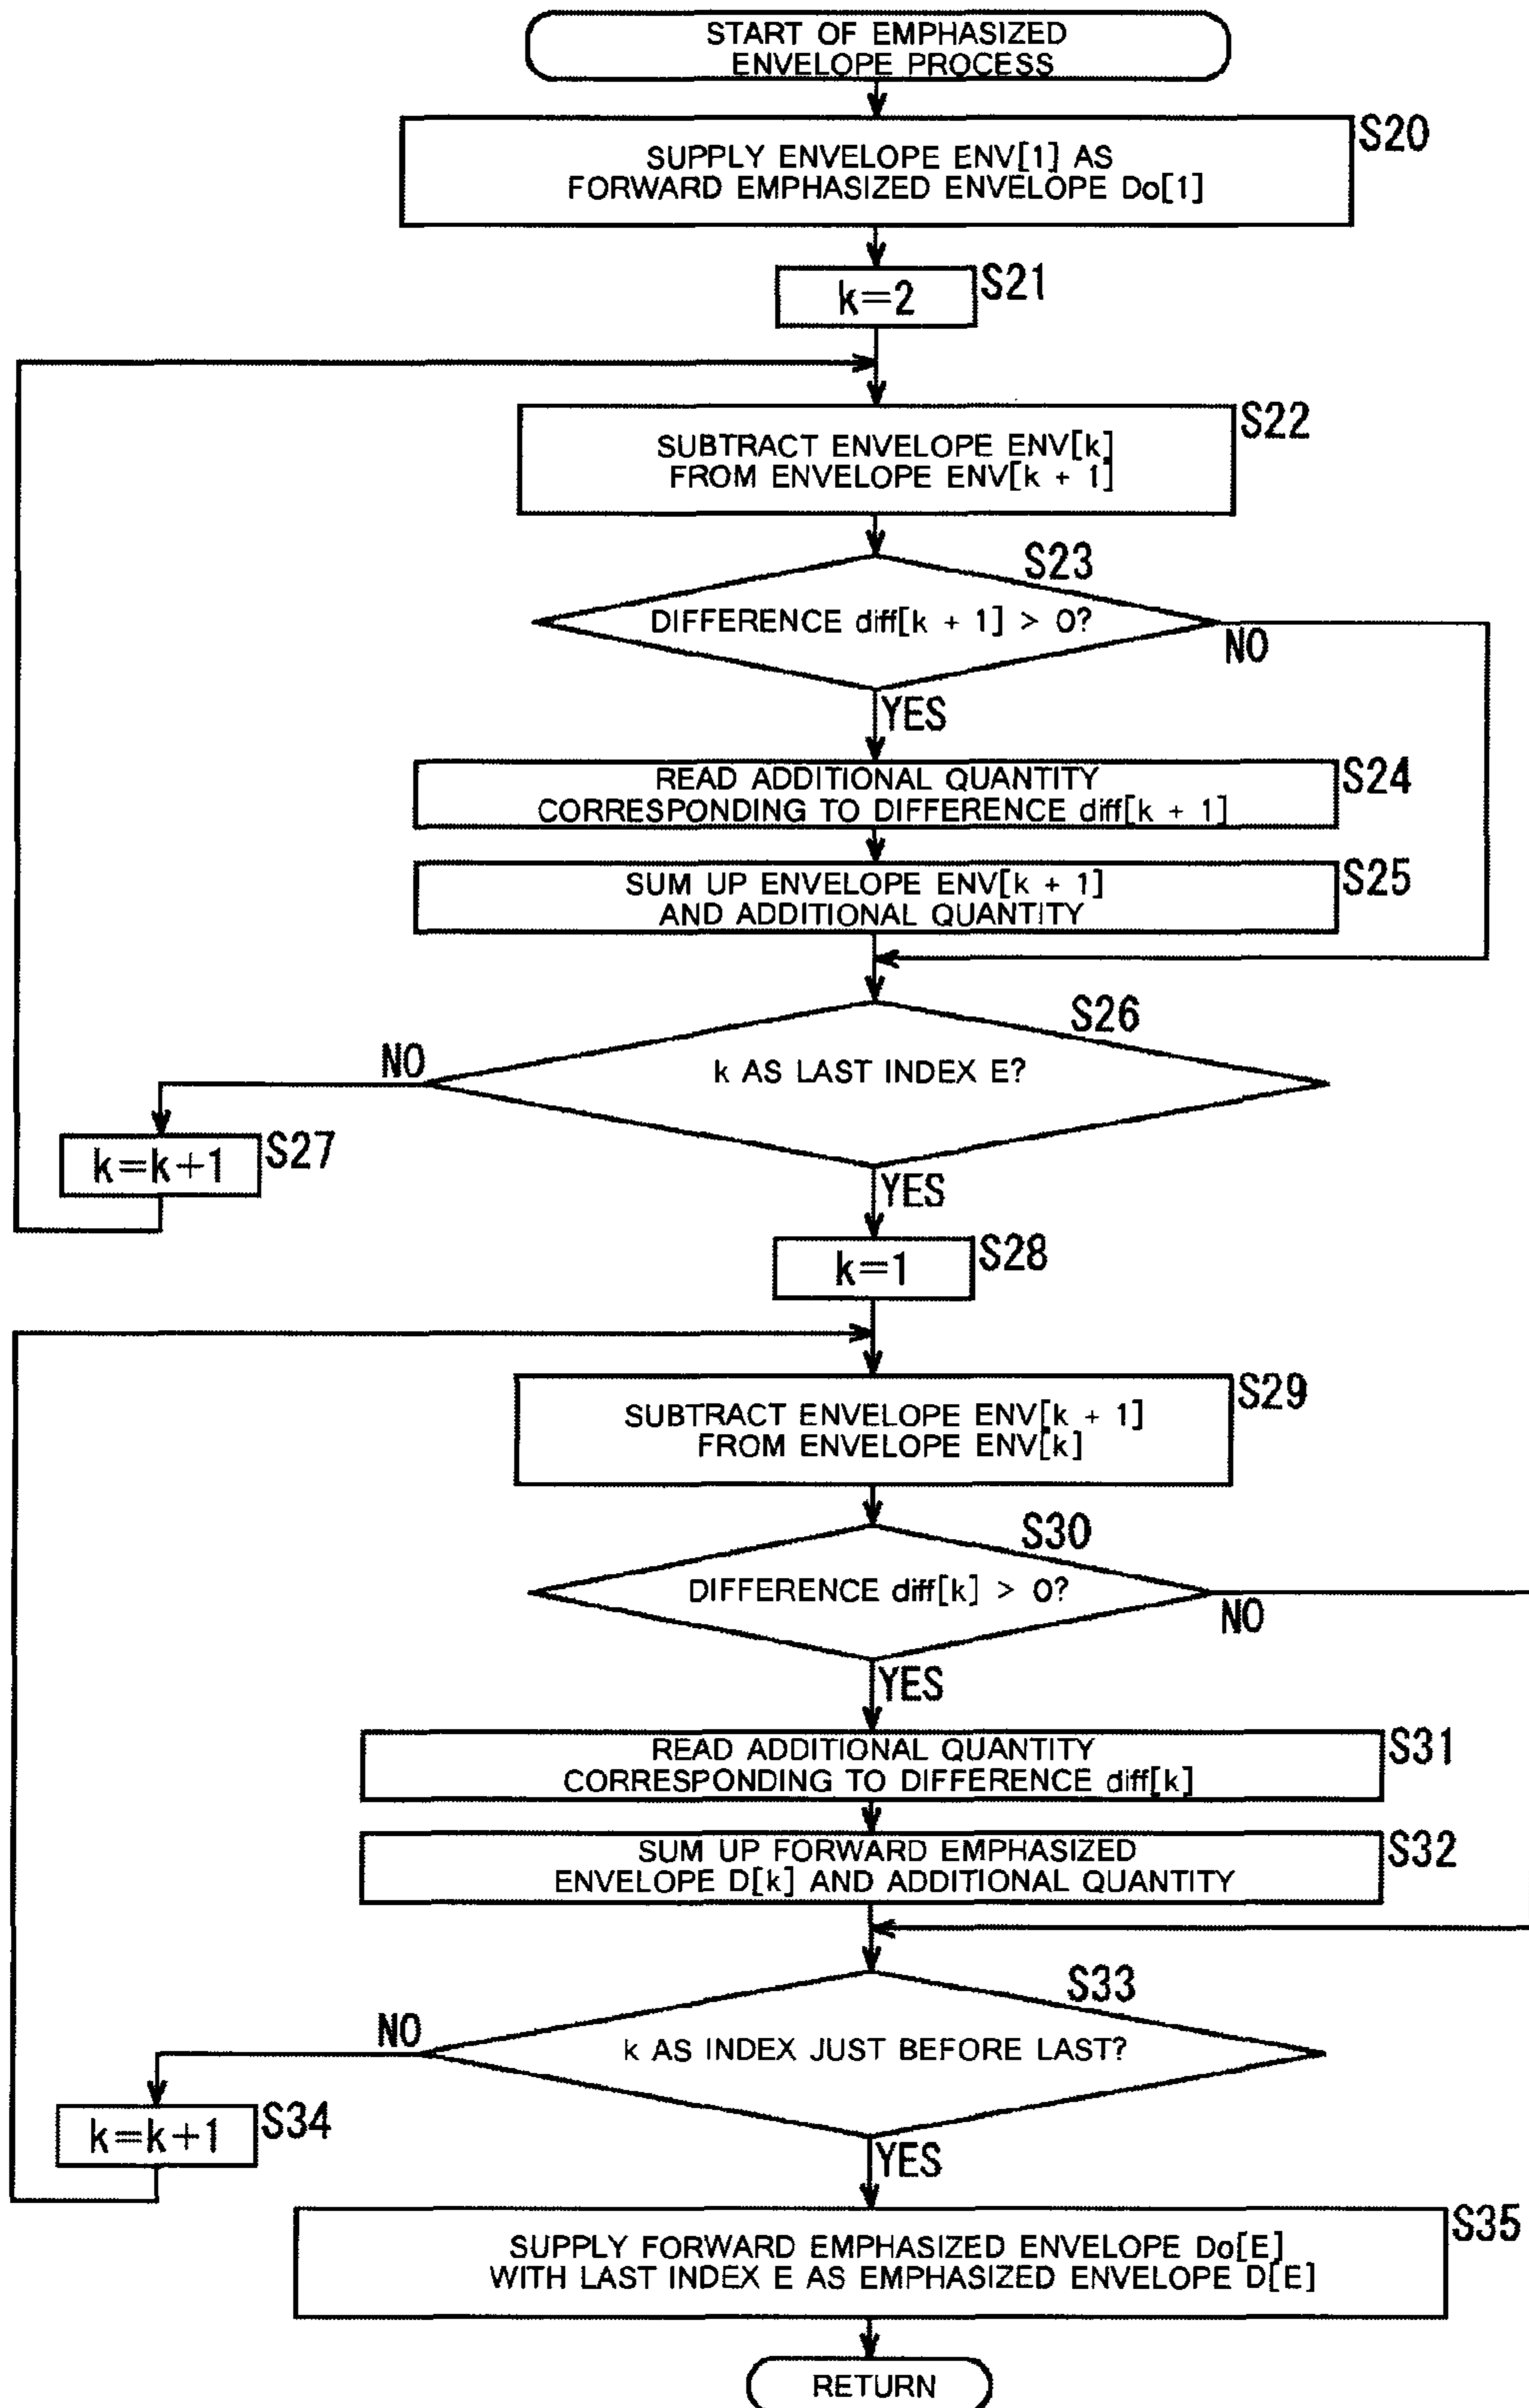 START OF EMPHASIZED
ENVELOPE PROCESS
S20
SUPPLY ENVELOPE ENV[1] AS
FORWARD EMPHASIZED ENVELOPE Do[1]
S21
k=2
S22
SUBTRACT ENVELOPE ENV[k]
FROM ENVELOPE ENV[k + 1]
S23
DIFFERENCE diff[k + 1] > 0?
NO
YES
S24
READ ADDITIONAL QUANTITY
CORRESPONDING TO DIFFERENCE diff[k + 1]
S25
SUM UP ENVELOPE ENV[k + 1]
AND ADDITIONAL QUANTITY
S26
k AS LAST INDEX E?
NO
S27
k=k+1
YES
S28
k=1
S29
SUBTRACT ENVELOPE ENV[k + 1]
FROM ENVELOPE ENV[k]
S30
DIFFERENCE diff[k] > 0?
NO
YES
S31
READ ADDITIONAL QUANTITY
CORRESPONDING TO DIFFERENCE diff[k]
S32
SUM UP FORWARD EMPHASIZED
ENVELOPE D[k] AND ADDITIONAL QUANTITY
S33
k AS INDEX JUST BEFORE LAST?
NO
S34
k=k+1
YES
S35
SUPPLY FORWARD EMPHASIZED ENVELOPE Do[E]
WITH LAST INDEX E AS EMPHASIZED ENVELOPE D[E]
RETURN